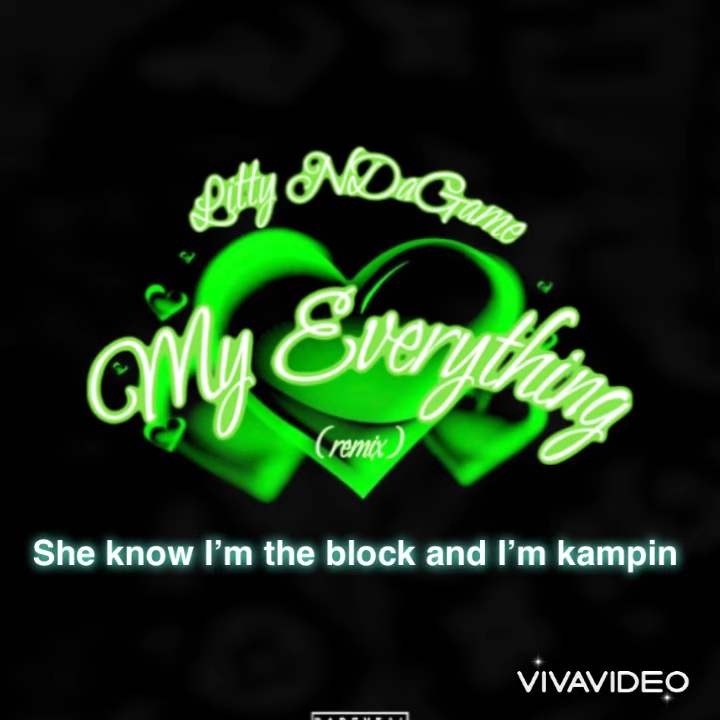 Litty NDaGame
My Everything
(remix)
She know I’m the block and I’m kampin
VIVAVIDEO